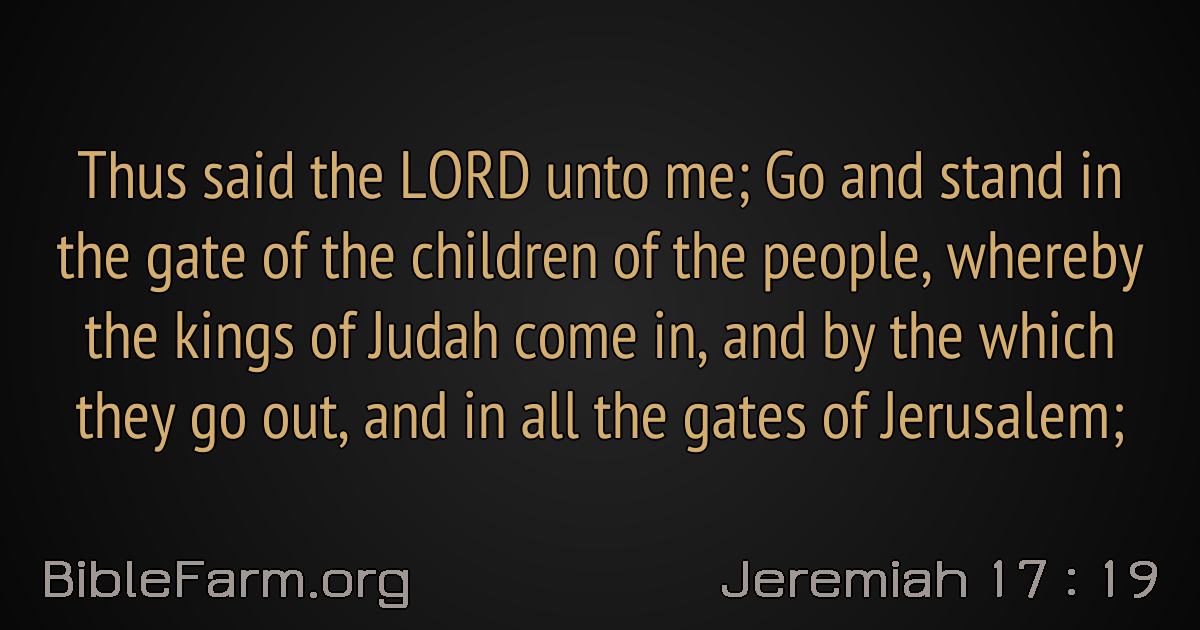 Thus said the LORD unto me; Go and stand in
the gate of the children of the people, whereby
the kings of Judah come in, and by the which
they go out, and in all the gates of Jerusalem;
BibleFarm.org
Jeremiah 17 : 19